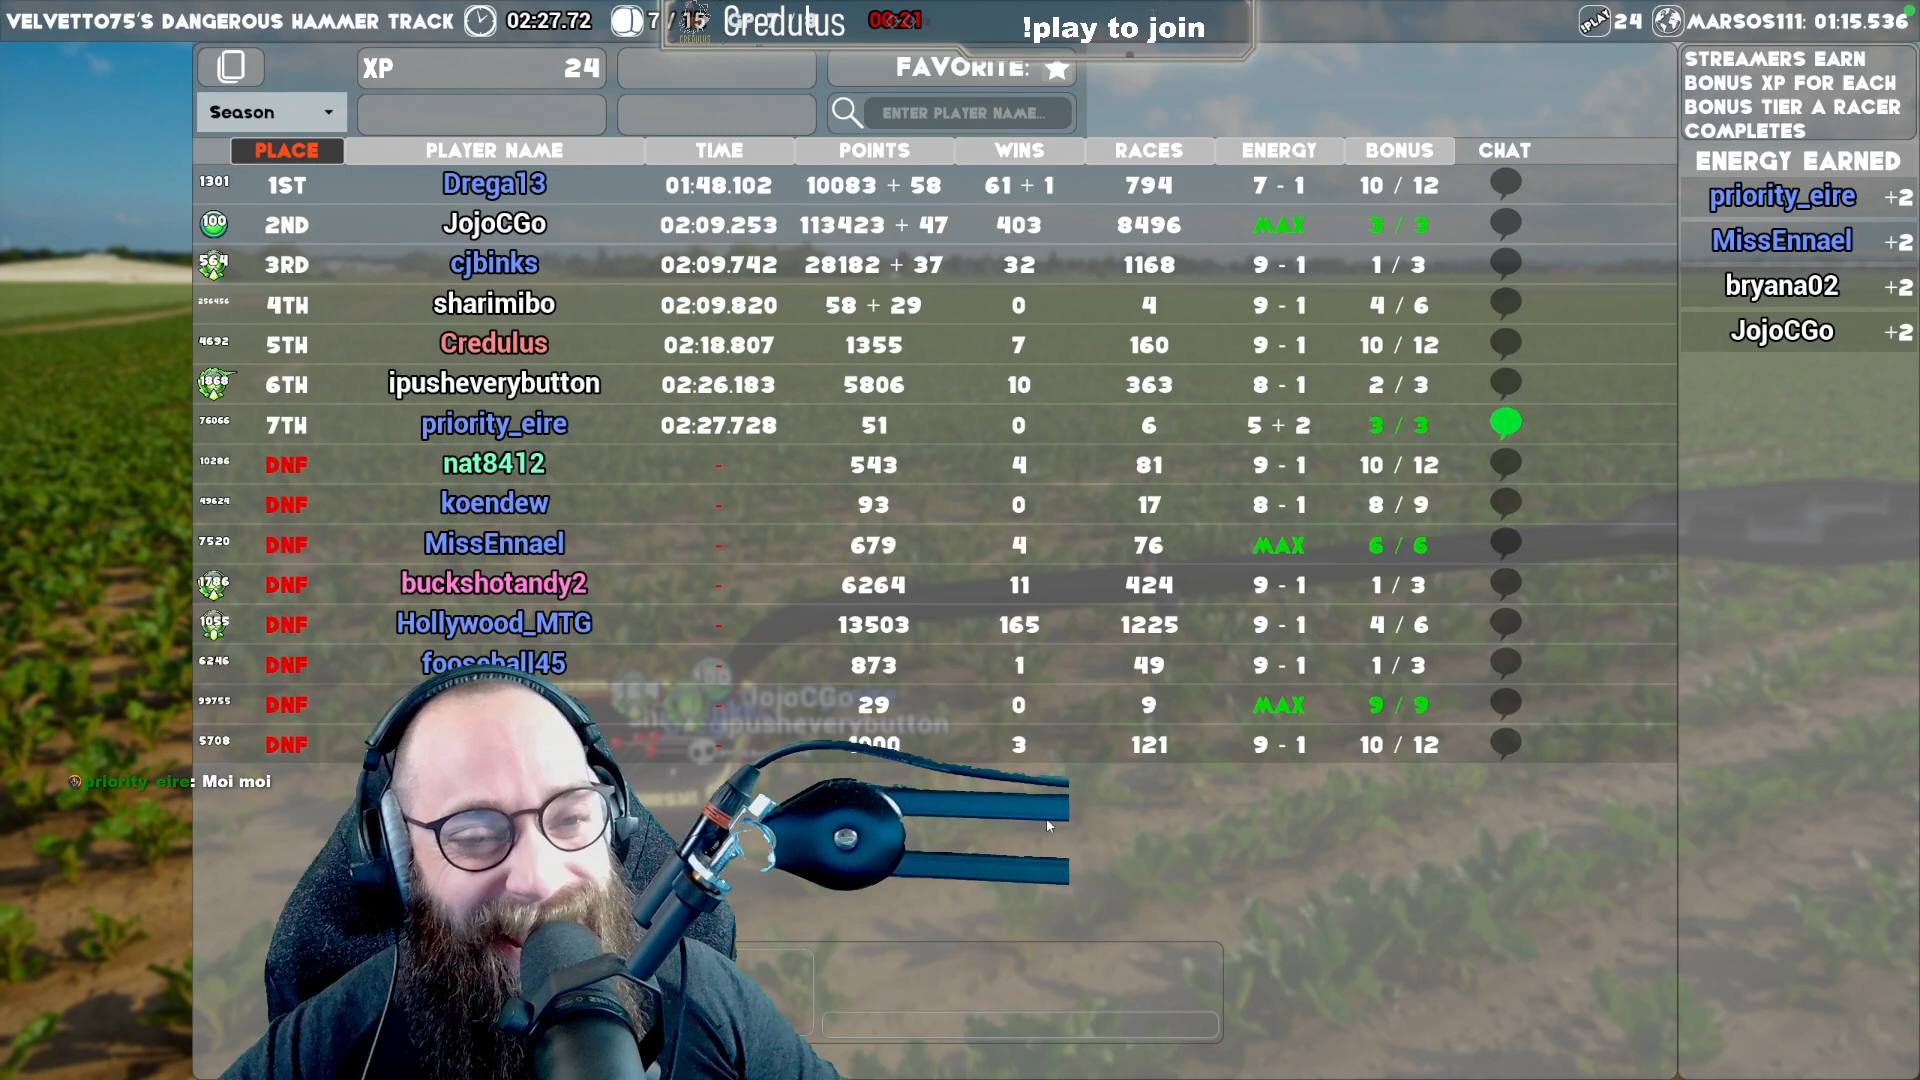 VELVETTO75'S DANGEROUS HAMMER TRACK 02:27.72 7 / 15 Credulus 00:21 !play to join !PLAY 24 MARSOS111: 01:15.536
CREDULUS
XP 24 FAVORITE:
Season ENTER PLAYER NAME...
PLACE PLAYER NAME TIME POINTS WINS RACES ENERGY BONUS CHAT
1301 1ST Drega13 01:48.102 10083 + 58 61 + 1 794 7 - 1 10 / 12
100 2ND JojoCGo 02:09.253 113423 + 47 403 8496 MAX 3 / 3
564 3RD cjbinks 02:09.742 28182 + 37 32 1168 9 - 1 1 / 3
256456 4TH sharimibo 02:09.820 58 + 29 0 4 9 - 1 4 / 6
4692 5TH Credulus 02:18.807 1355 7 160 9 - 1 10 / 12
1868 6TH ipusheverybutton 02:26.183 5806 10 363 8 - 1 2 / 3
76066 7TH priority_eire 02:27.728 51 0 6 5 + 2 3 / 3
10286 DNF nat8412 - 543 4 81 9 - 1 10 / 12
49624 DNF koendew - 93 0 17 8 - 1 8 / 9
7520 DNF MissEnnael - 679 4 76 MAX 6 / 6
1786 DNF buckshotandy2 - 6264 11 424 9 - 1 1 / 3
1055 DNF Hollywood_MTG - 13503 165 1225 9 - 1 4 / 6
6246 DNF fooseball45 - 873 1 49 9 - 1 1 / 3
99755 DNF - 29 0 9 MAX 9 / 9
5708 DNF - 3 121 9 - 1 10 / 12
564 100 JojoCGo
ipusheverybutton
priority_eire: Moi moi
STREAMERS EARN
BONUS XP FOR EACH
BONUS TIER A RACER
COMPLETES
ENERGY EARNED
priority_eire +2
MissEnnael +2
bryana02 +2
JojoCGo +2